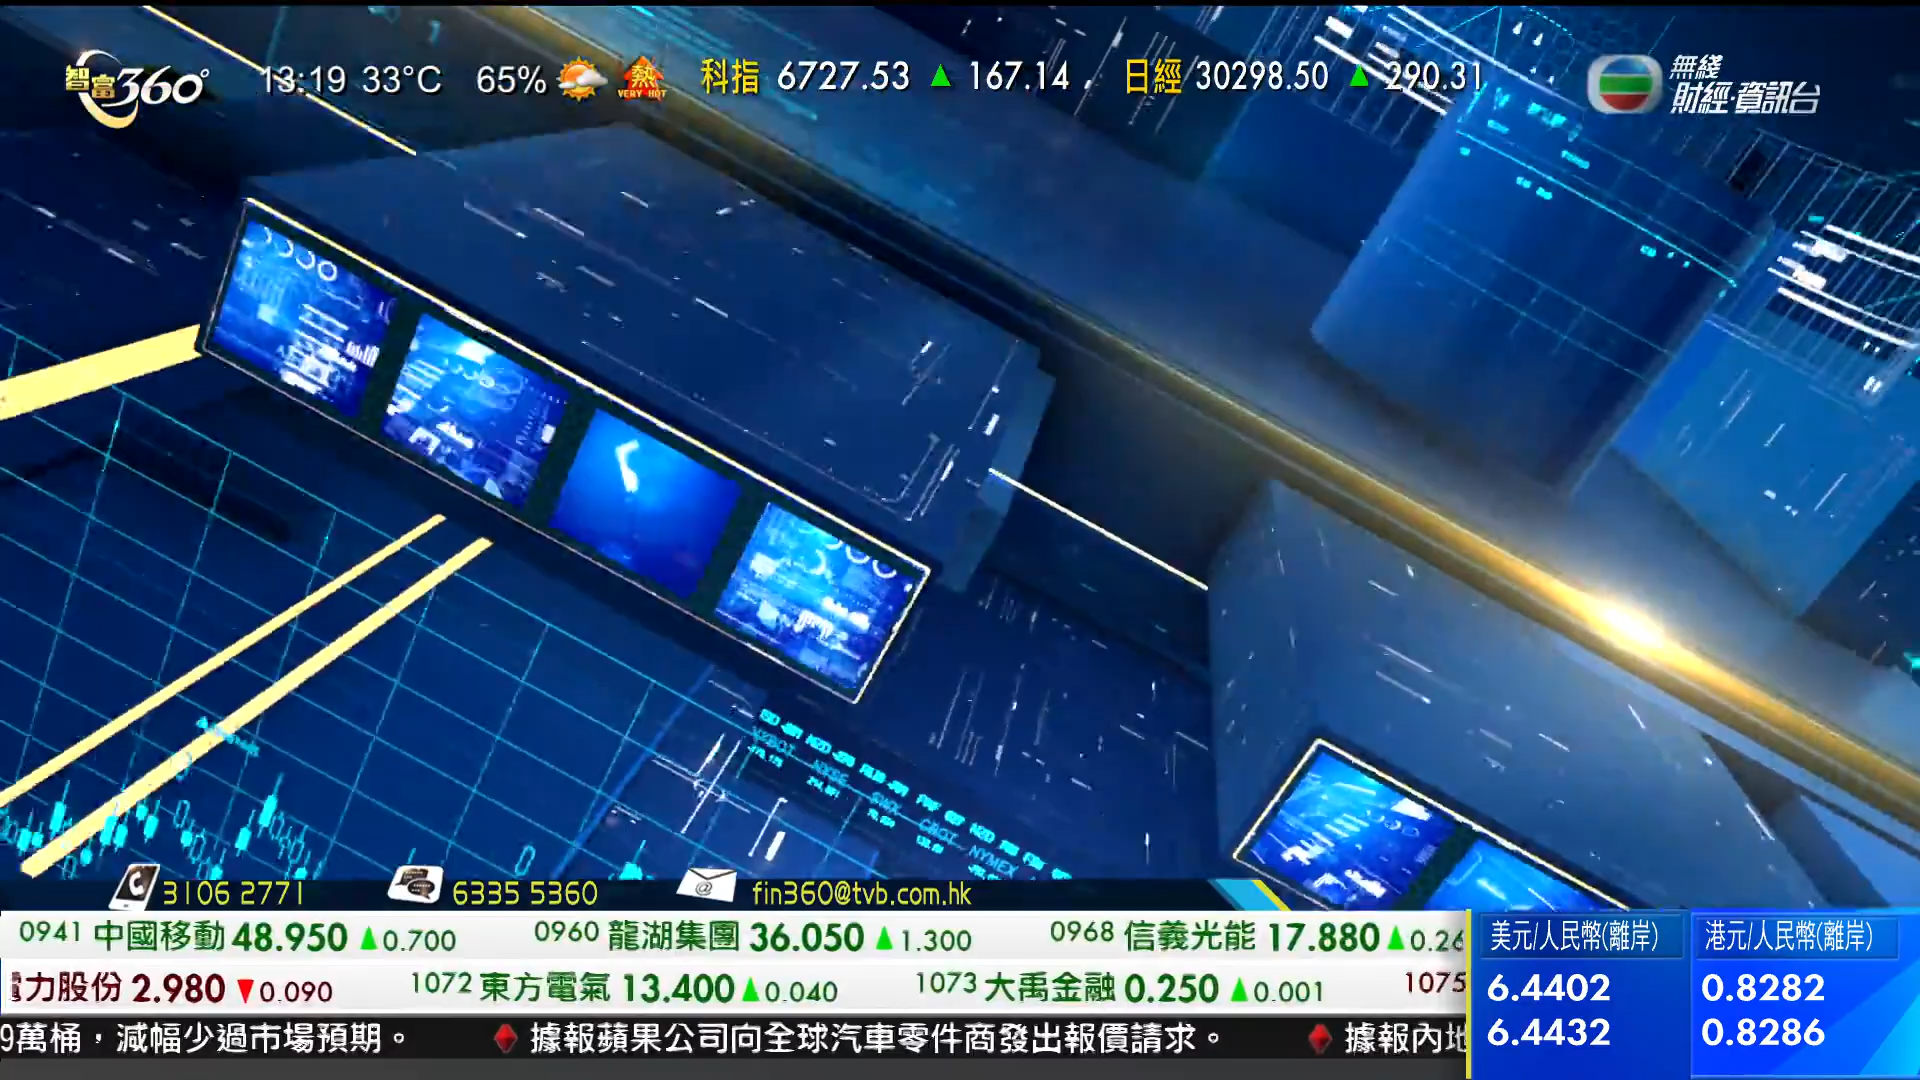 智富360°
13:19 33°C 65%
熱
VERY HOT
科指 6727.53 ▲ 167.14
日經 30298.50 ▲ 290.31
無綫
財經·資訊台
NYSE
CBOT
NYMEX
3106 2771
6335 5360
fin360@tvb.com.hk
0941 中國移動 48.950 ▲0.700 0960 龍湖集團 36.050 ▲1.300 0968 信義光能 17.880 ▲0.26
電力股份 2.980 ▼0.090 1072 東方電氣 13.400 ▲0.040 1073 大禹金融 0.250 ▲0.001 1075
9萬桶，減幅少過市場預期。 據報蘋果公司向全球汽車零件商發出報價請求。 據報內地
美元/人民幣(離岸)
6.4402
6.4432
港元/人民幣(離岸)
0.8282
0.8286